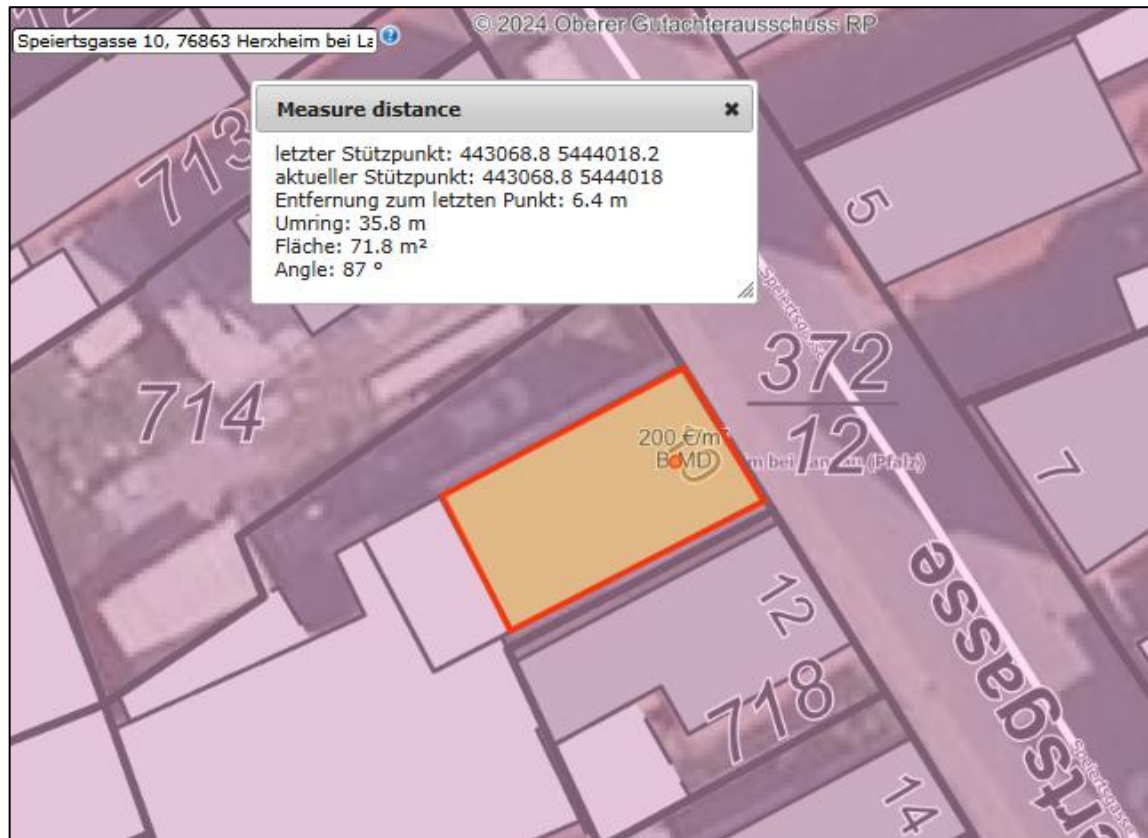 © 2024 Oberer Gutachterausschuss RP
Speiertsgasse 10, 76863 Herxheim bei La
Measure distance
letzter Stützpunkt: 443068.8 5444018.2
aktueller Stützpunkt: 443068.8 5444018
Entfernung zum letzten Punkt: 6.4 m
Umring: 35.8 m
Fläche: 71.8 m²
Angle: 87 °
713
5
714
372
12
200 €/m²
B MD
(Pfalz)
7
12
718
14